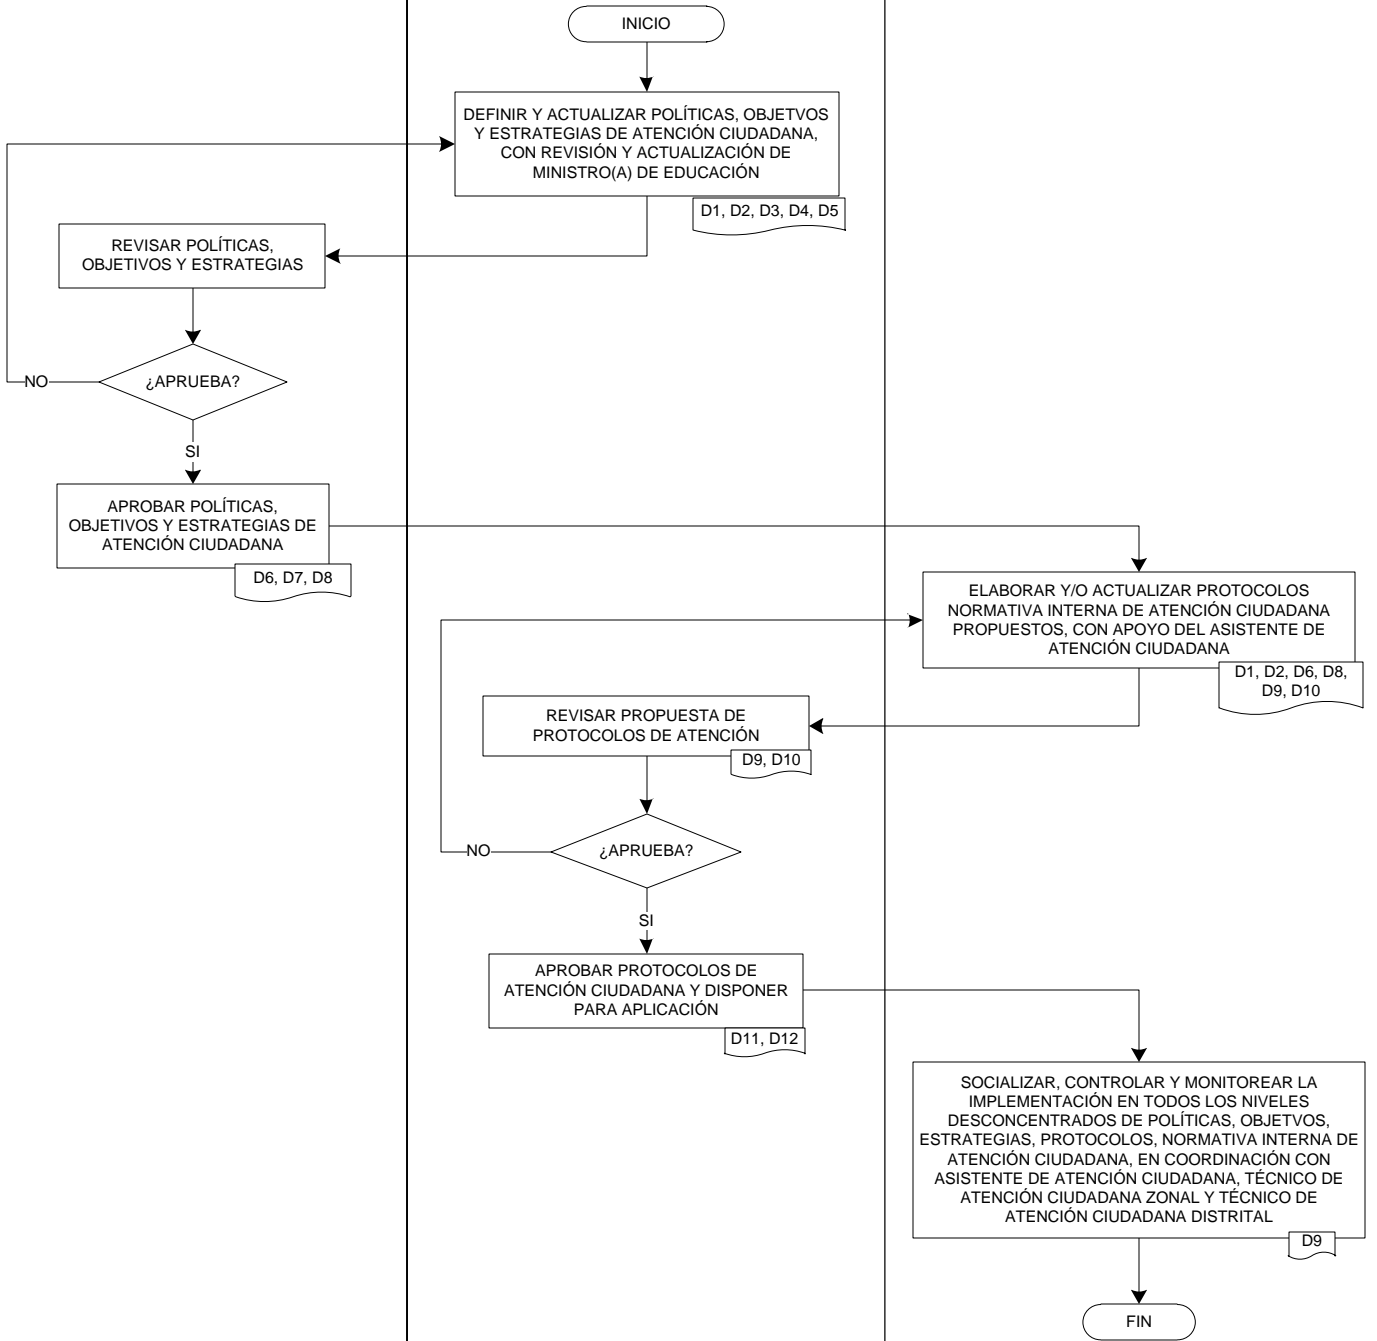 INICIO
DEFINIR Y ACTUALIZAR POLÍTICAS, OBJETVOS
Y ESTRATEGIAS DE ATENCIÓN CIUDADANA,
CON REVISIÓN Y ACTUALIZACIÓN DE
MINISTRO(A) DE EDUCACIÓN
D1, D2, D3, D4, D5
REVISAR POLÍTICAS,
OBJETIVOS Y ESTRATEGIAS
¿APRUEBA?
NO
SI
APROBAR POLÍTICAS,
OBJETIVOS Y ESTRATEGIAS DE
ATENCIÓN CIUDADANA
D6, D7, D8
ELABORAR Y/O ACTUALIZAR PROTOCOLOS
NORMATIVA INTERNA DE ATENCIÓN CIUDADANA
PROPUESTOS, CON APOYO DEL ASISTENTE DE
ATENCIÓN CIUDADANA
D1, D2, D6, D8,
D9, D10
REVISAR PROPUESTA DE
PROTOCOLOS DE ATENCIÓN
D9, D10
¿APRUEBA?
NO
SI
APROBAR PROTOCOLOS DE
ATENCIÓN CIUDADANA Y DISPONER
PARA APLICACIÓN
D11, D12
SOCIALIZAR, CONTROLAR Y MONITOREAR LA
IMPLEMENTACIÓN EN TODOS LOS NIVELES
DESCONCENTRADOS DE POLÍTICAS, OBJETVOS,
ESTRATEGIAS, PROTOCOLOS, NORMATIVA INTERNA DE
ATENCIÓN CIUDADANA, EN COORDINACIÓN CON
ASISTENTE DE ATENCIÓN CIUDADANA, TÉCNICO DE
ATENCIÓN CIUDADANA ZONAL Y TÉCNICO DE
ATENCIÓN CIUDADANA DISTRITAL
D9
FIN